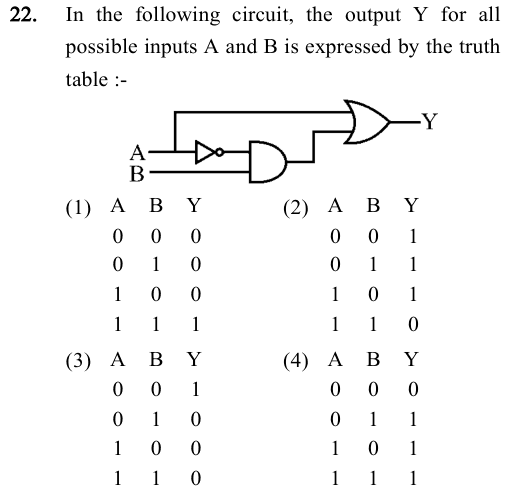 22. In the following circuit, the output Y for all
possible inputs A and B is expressed by the truth
table :-
Y
A
B
(1) A B Y
0 0 0
0 1 0
1 0 0
1 1 1
(2) A B Y
0 0 1
0 1 1
1 0 1
1 1 0
(3) A B Y
0 0 1
0 1 0
1 0 0
1 1 0
(4) A B Y
0 0 0
0 1 1
1 0 1
1 1 1